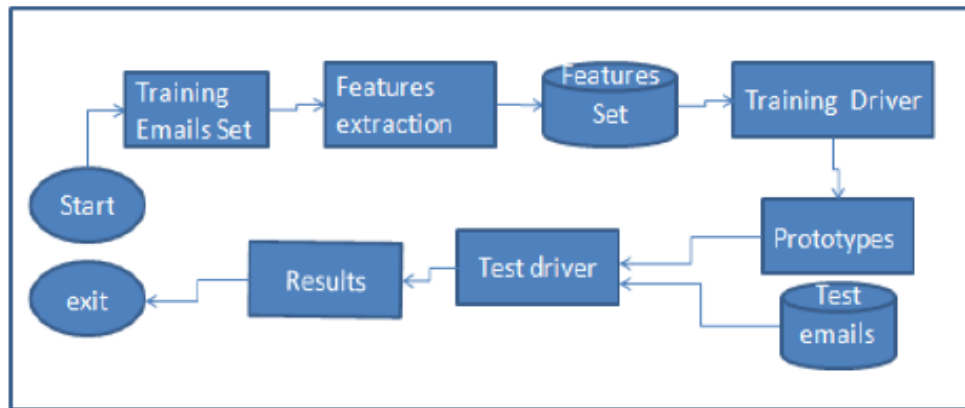 Training
Emails Set
Features
extraction
Features
Set
Training Driver
Start
Prototypes
Test driver
Results
exit
Test
emails